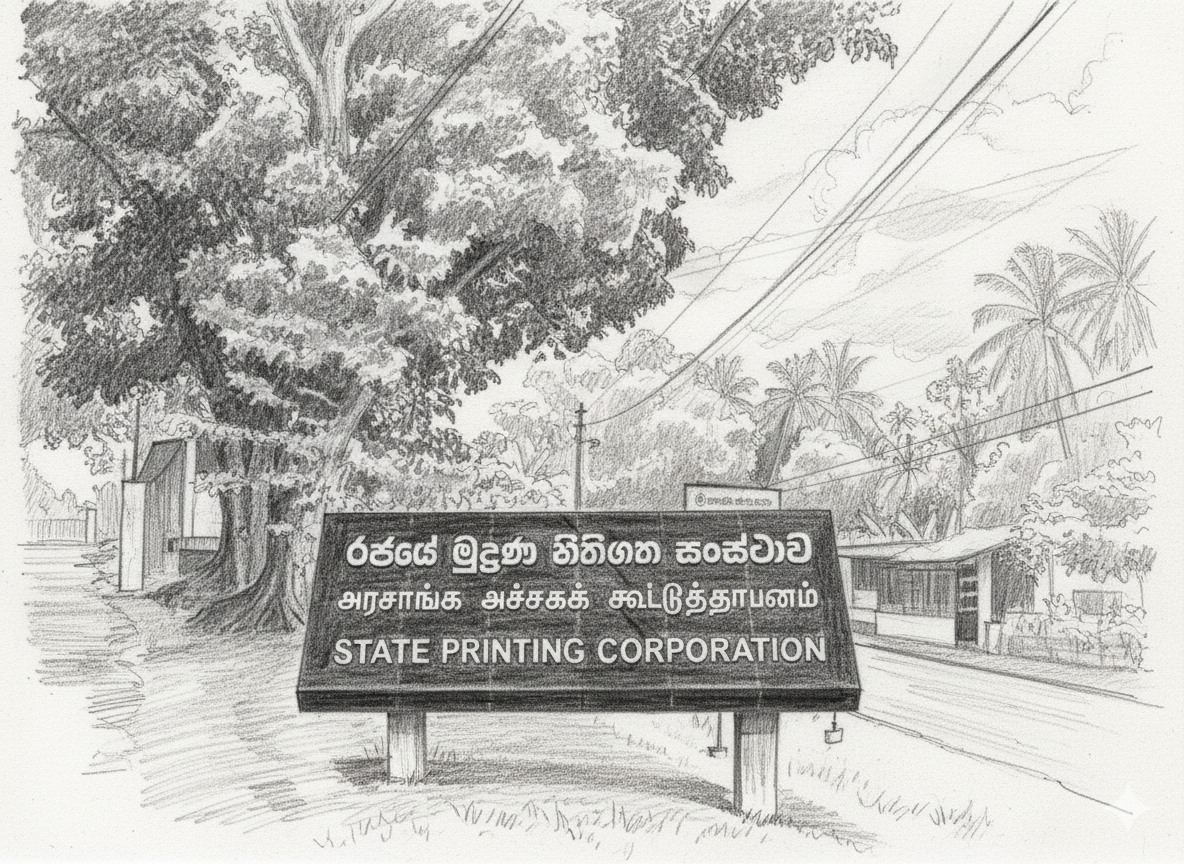 රජයේ මුද්‍රණ නීතිගත සංස්ථාව
அரசாங்க அச்சகக் கூட்டுத்தாபனம்
STATE PRINTING CORPORATION